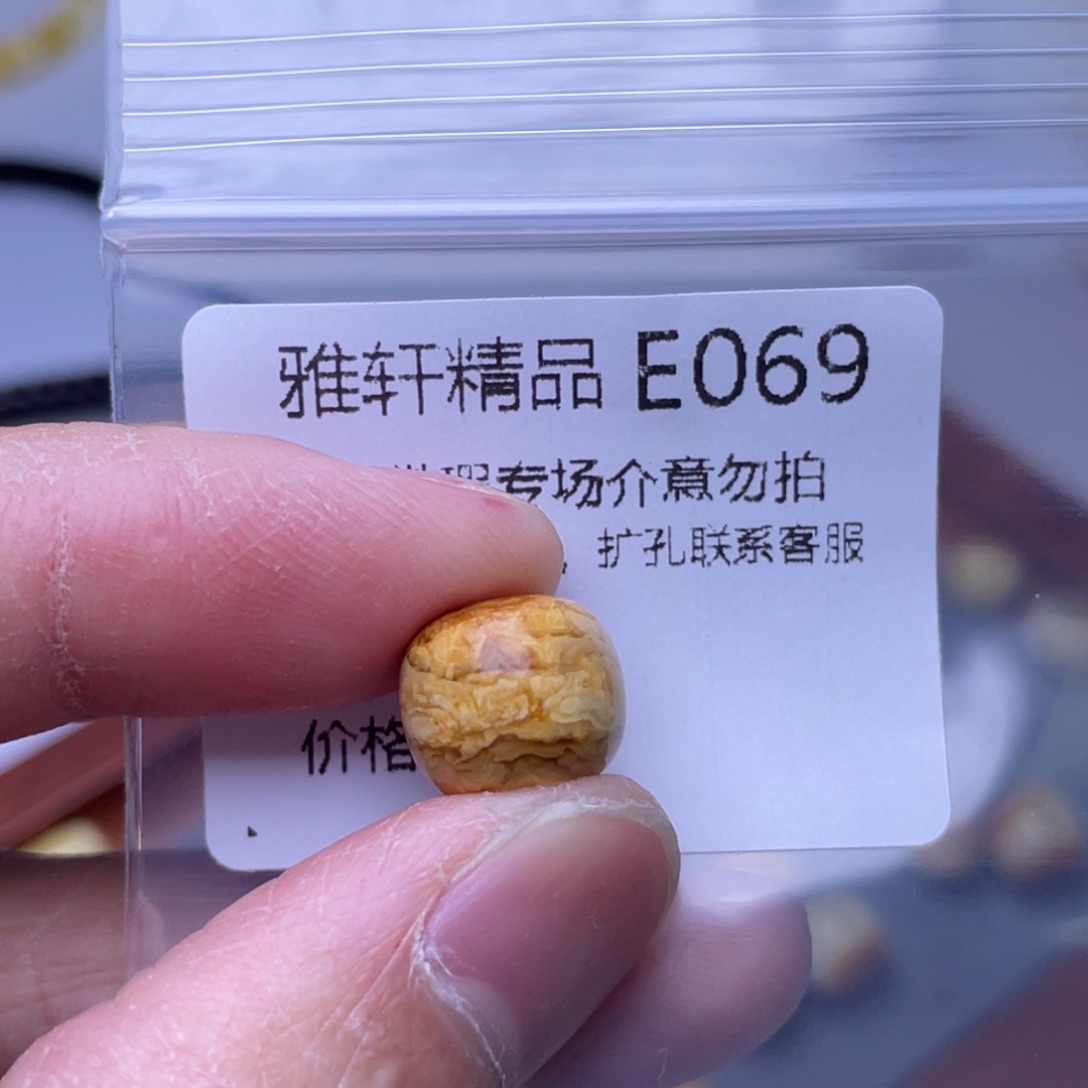 雅轩精品 E069
专场介意勿拍
扩孔联系客服
价格